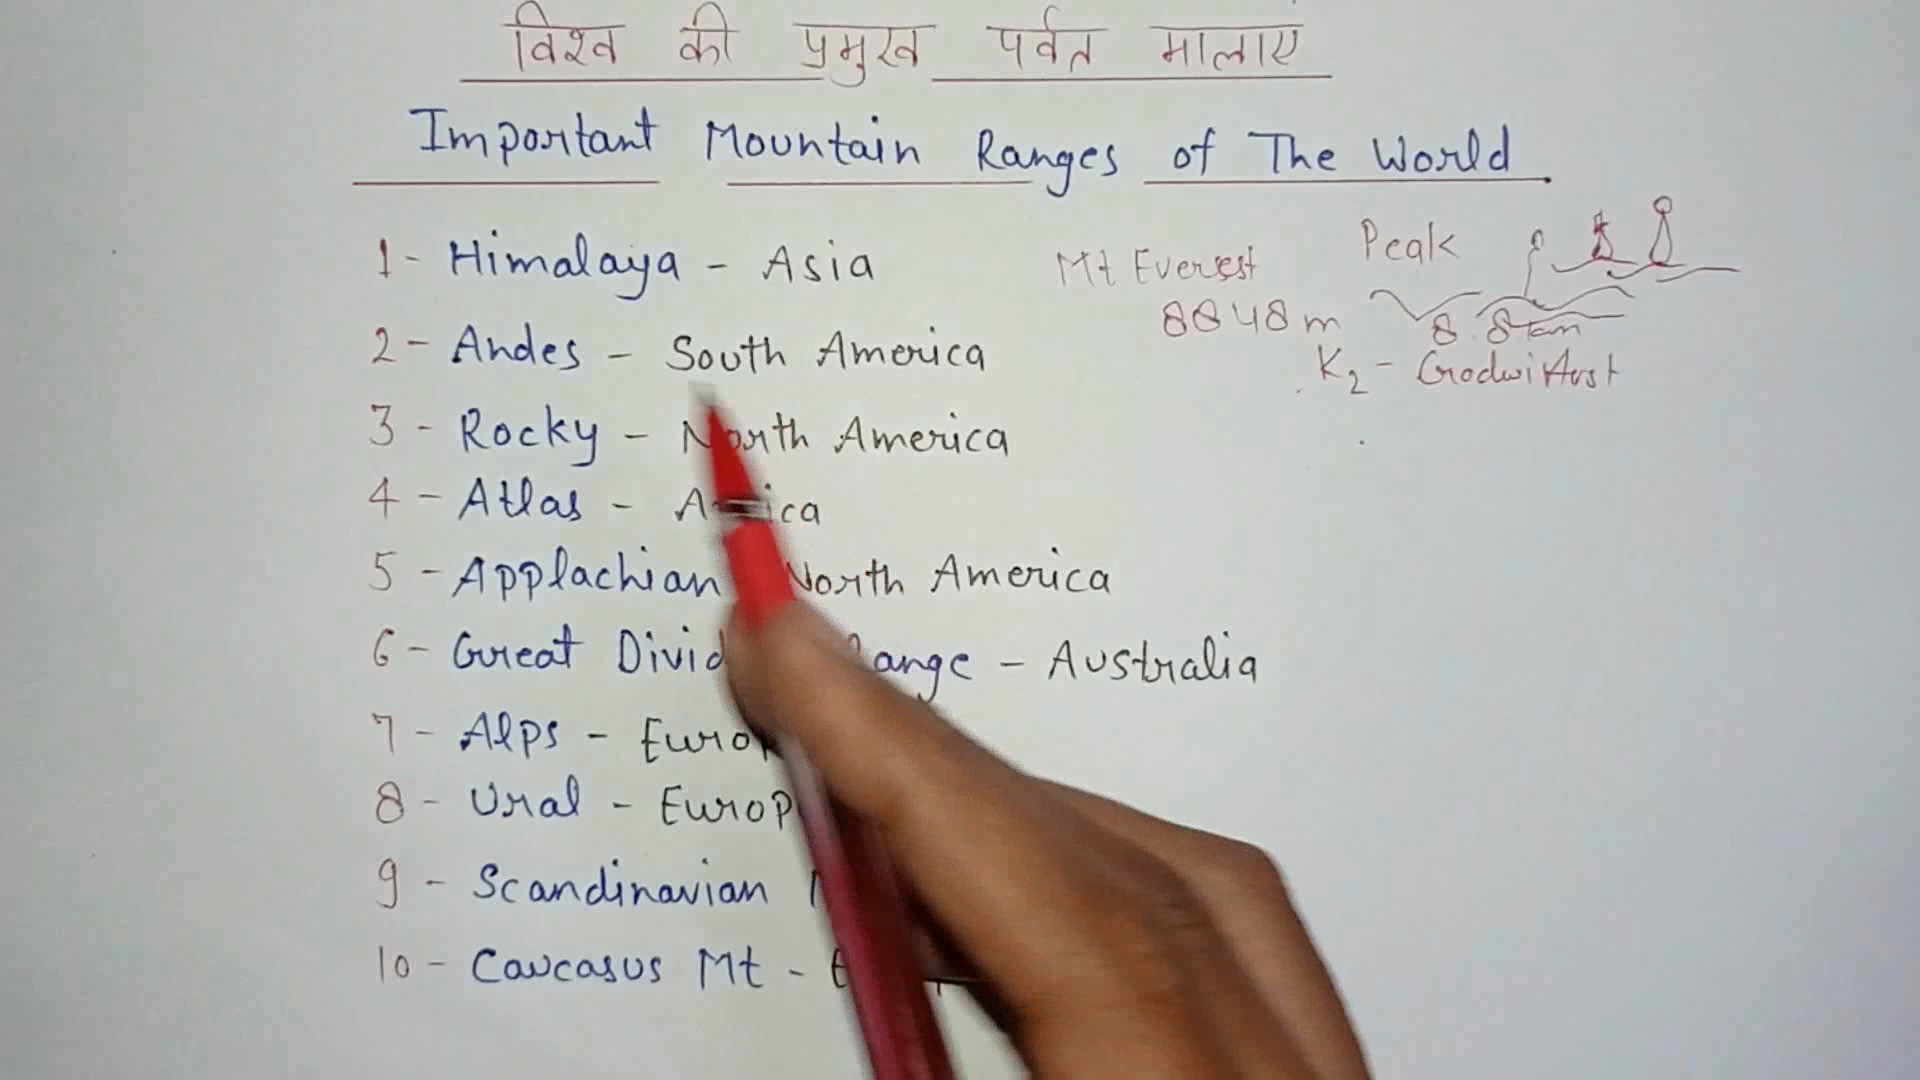 विश्व की प्रमुख पर्वत मालाएं
Important Mountain Ranges of The World
1- Himalaya - Asia
2- Andes - South America
3- Rocky - North America
4- Atlas -
5- Applachian North America
6- Great - Australia
7- Alps -
8- Ural -
9- Scandinavian
10- Caucasus Mt -
Peak
Mt Everest
8848 m
K2 -